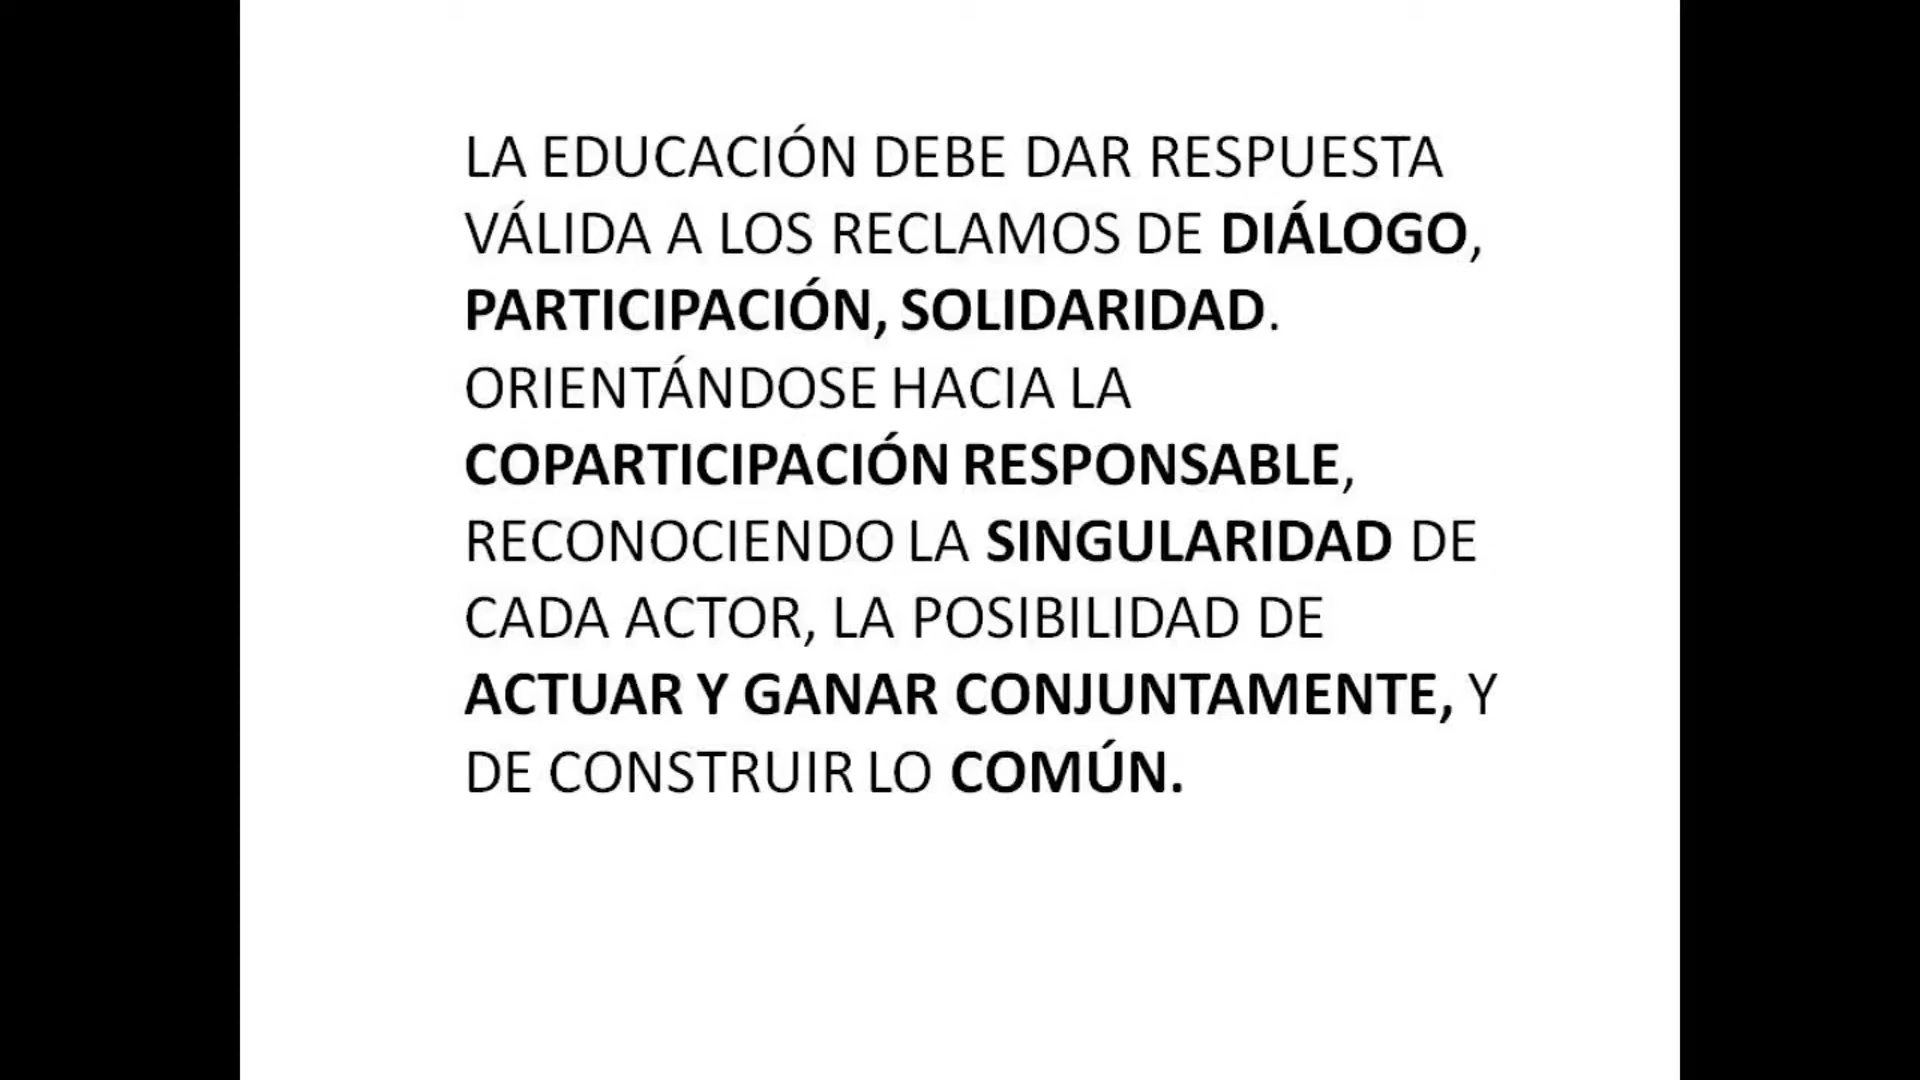 LA EDUCACIÓN DEBE DAR RESPUESTA
VÁLIDA A LOS RECLAMOS DE DIÁLOGO,
PARTICIPACIÓN, SOLIDARIDAD.
ORIENTÁNDOSE HACIA LA
COPARTICIPACIÓN RESPONSABLE,
RECONOCIENDO LA SINGULARIDAD DE
CADA ACTOR, LA POSIBILIDAD DE
ACTUAR Y GANAR CONJUNTAMENTE, Y
DE CONSTRUIR LO COMÚN.